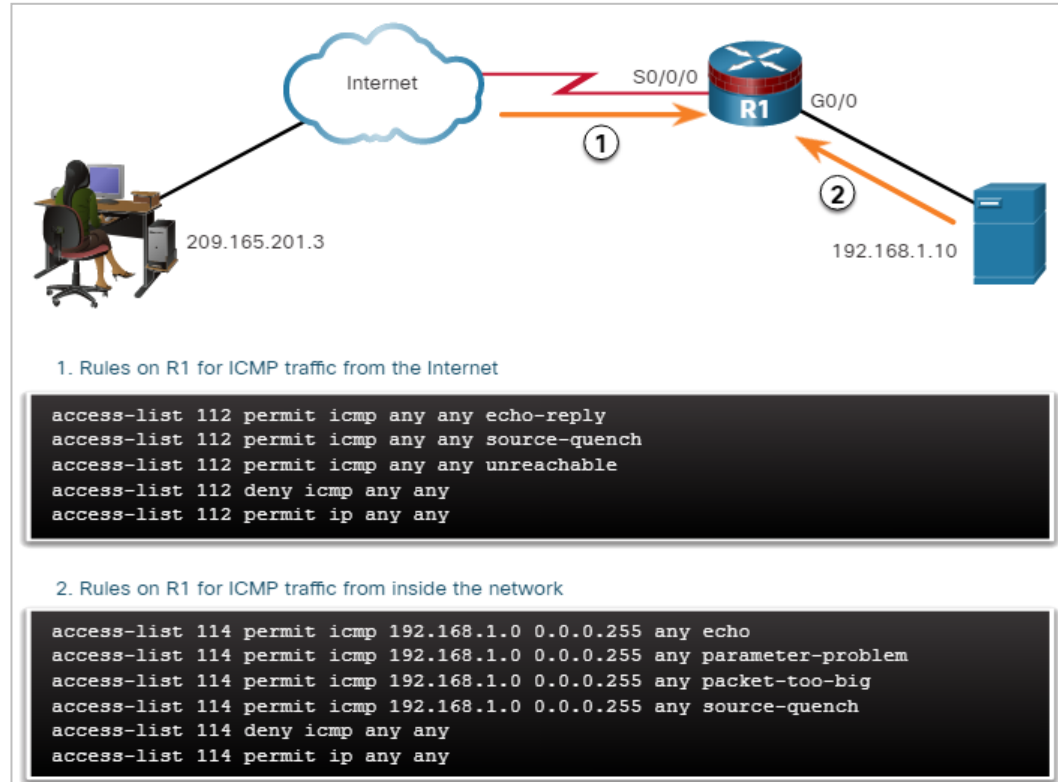 Internet
S0/0/0
R1
G0/0
1
2
209.165.201.3
192.168.1.10
1. Rules on R1 for ICMP traffic from the Internet
access-list 112 permit icmp any any echo-reply
access-list 112 permit icmp any any source-quench
access-list 112 permit icmp any any unreachable
access-list 112 deny icmp any any
access-list 112 permit ip any any
2. Rules on R1 for ICMP traffic from inside the network
access-list 114 permit icmp 192.168.1.0 0.0.0.255 any echo
access-list 114 permit icmp 192.168.1.0 0.0.0.255 any parameter-problem
access-list 114 permit icmp 192.168.1.0 0.0.0.255 any packet-too-big
access-list 114 permit icmp 192.168.1.0 0.0.0.255 any source-quench
access-list 114 deny icmp any any
access-list 114 permit ip any any